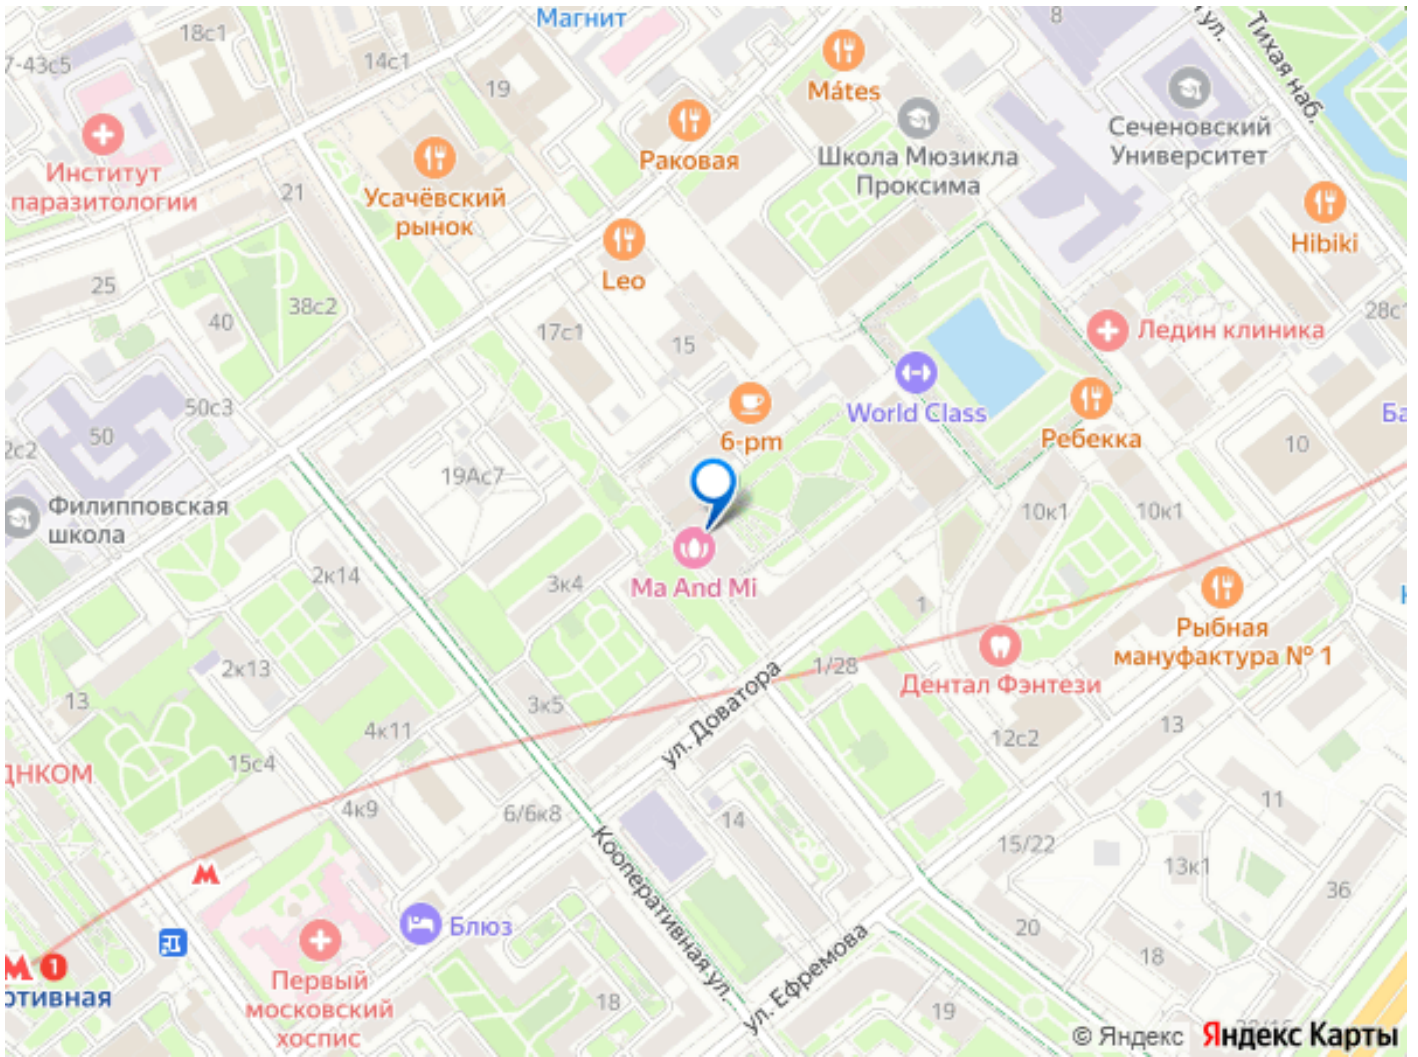 Магнит
8
ул.
Тихая наб.
18с1
7-43с5
14с1
19
Mátes
Сеченовский
Университет
Институт
паразитологии
Раковая
Школа Мюзикла
Проксима
21
Усачёвский
рынок
Hibiki
Leo
25
38с2
40
17с1
15
28с1
Ледин клиника
50с3
50
2с2
World Class
Ба
6-pm
Ребекка
10
19Ас7
Филипповская
школа
10к1
10к1
2к14
3к4
Ma And Mi
1
Рыбная
мануфактура № 1
2к13
1/28
Дентал Фэнтези
13
3к5
ул. Доватора
4к11
12с2
13
15с4
ДНКОМ
4к9
6/6к8
14
11
15/22
13к1
36
М
Кооперативная ул.
Блюз
20
18
ул. Ефремова
М 1
ртивная
Первый
московский
хоспис
18
19
© Яндекс Яндекс Карты